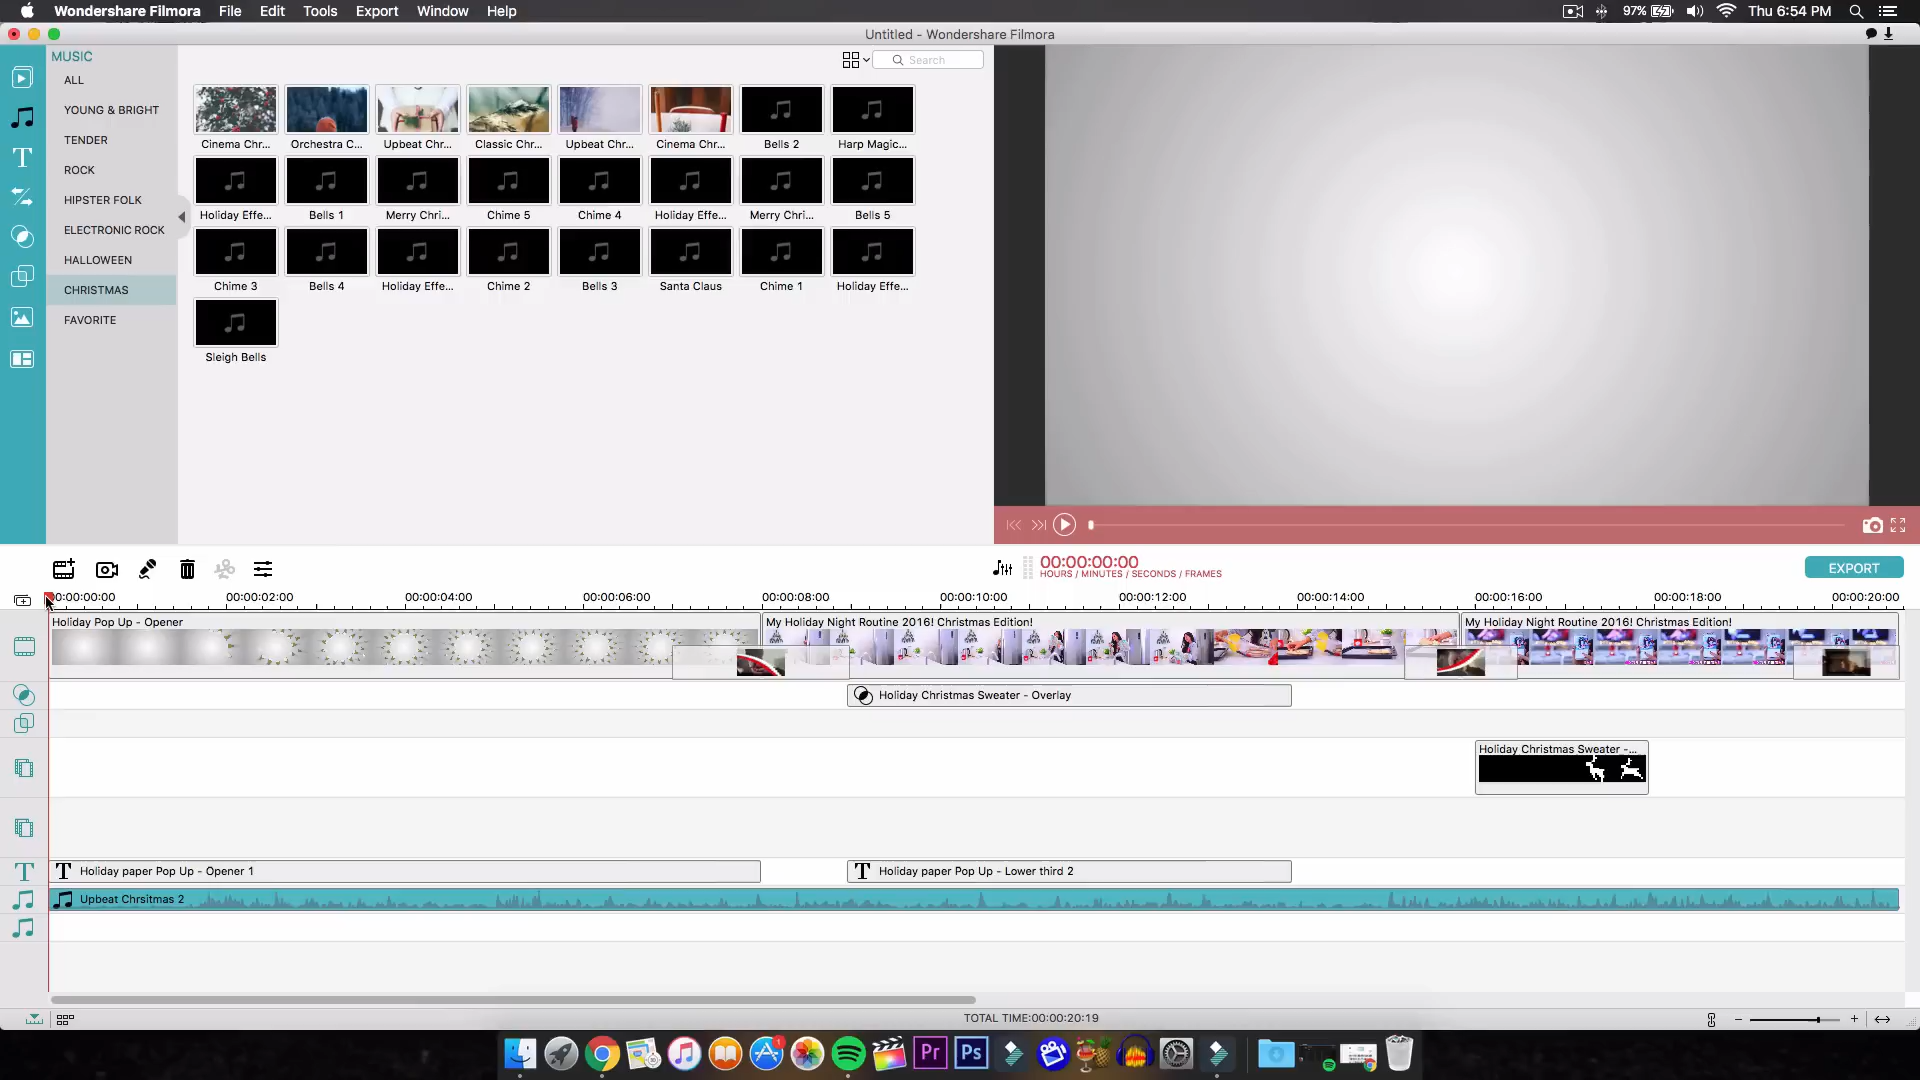 Wondershare Filmora File Edit Tools Export Window Help 97% Thu 6:54 PM
Untitled - Wondershare Filmora
MUSIC
ALL
YOUNG & BRIGHT
TENDER
ROCK
HIPSTER FOLK
ELECTRONIC ROCK
HALLOWEEN
CHRISTMAS
FAVORITE
Search
Cinema Chr... Orchestra C... Upbeat Chr... Classic Chr... Upbeat Chr... Cinema Chr... Bells 2 Harp Magic...
Holiday Effe... Bells 1 Merry Chri... Chime 5 Chime 4 Holiday Effe... Merry Chri... Bells 5
Chime 3 Bells 4 Holiday Effe... Chime 2 Bells 3 Santa Claus Chime 1 Holiday Effe...
Sleigh Bells
00:00:00:00
HOURS / MINUTES / SECONDS / FRAMES
EXPORT
00:00:00:00 00:00:02:00 00:00:04:00 00:00:06:00 00:00:08:00 00:00:10:00 00:00:12:00 00:00:14:00 00:00:16:00 00:00:18:00 00:00:20:00
Holiday Pop Up - Opener My Holiday Night Routine 2016! Christmas Edition! My Holiday Night Routine 2016! Christmas Edition!
Holiday Christmas Sweater - Overlay
Holiday Christmas Sweater -...
T Holiday paper Pop Up - Opener 1 T Holiday paper Pop Up - Lower third 2
Upbeat Chrsitmas 2
TOTAL TIME:00:00:20:19
1 Pr Ps